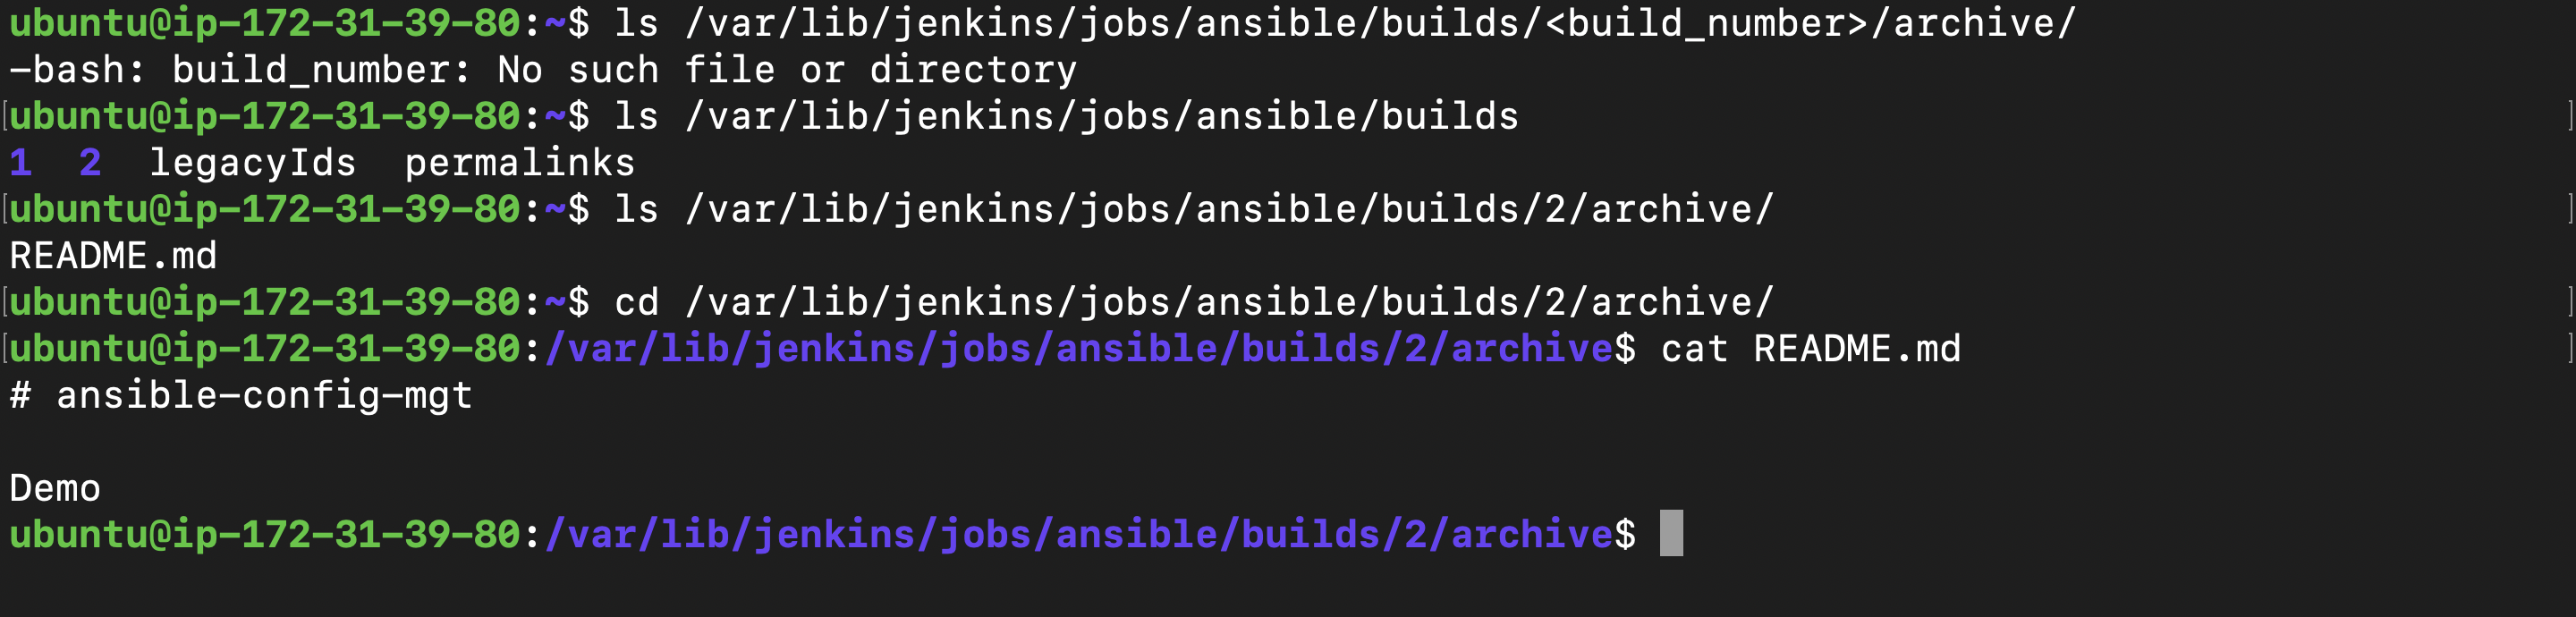 ubuntu@ip-172-31-39-80:~$ ls /var/lib/jenkins/jobs/ansible/builds/<build_number>/archive/
-bash: build_number: No such file or directory
[ubuntu@ip-172-31-39-80:~$ ls /var/lib/jenkins/jobs/ansible/builds ]
1  2  legacyIds  permalinks
[ubuntu@ip-172-31-39-80:~$ ls /var/lib/jenkins/jobs/ansible/builds/2/archive/ ]
README.md
[ubuntu@ip-172-31-39-80:~$ cd /var/lib/jenkins/jobs/ansible/builds/2/archive/ ]
[ubuntu@ip-172-31-39-80:/var/lib/jenkins/jobs/ansible/builds/2/archive$ cat README.md ]
# ansible-config-mgt

Demo
ubuntu@ip-172-31-39-80:/var/lib/jenkins/jobs/ansible/builds/2/archive$